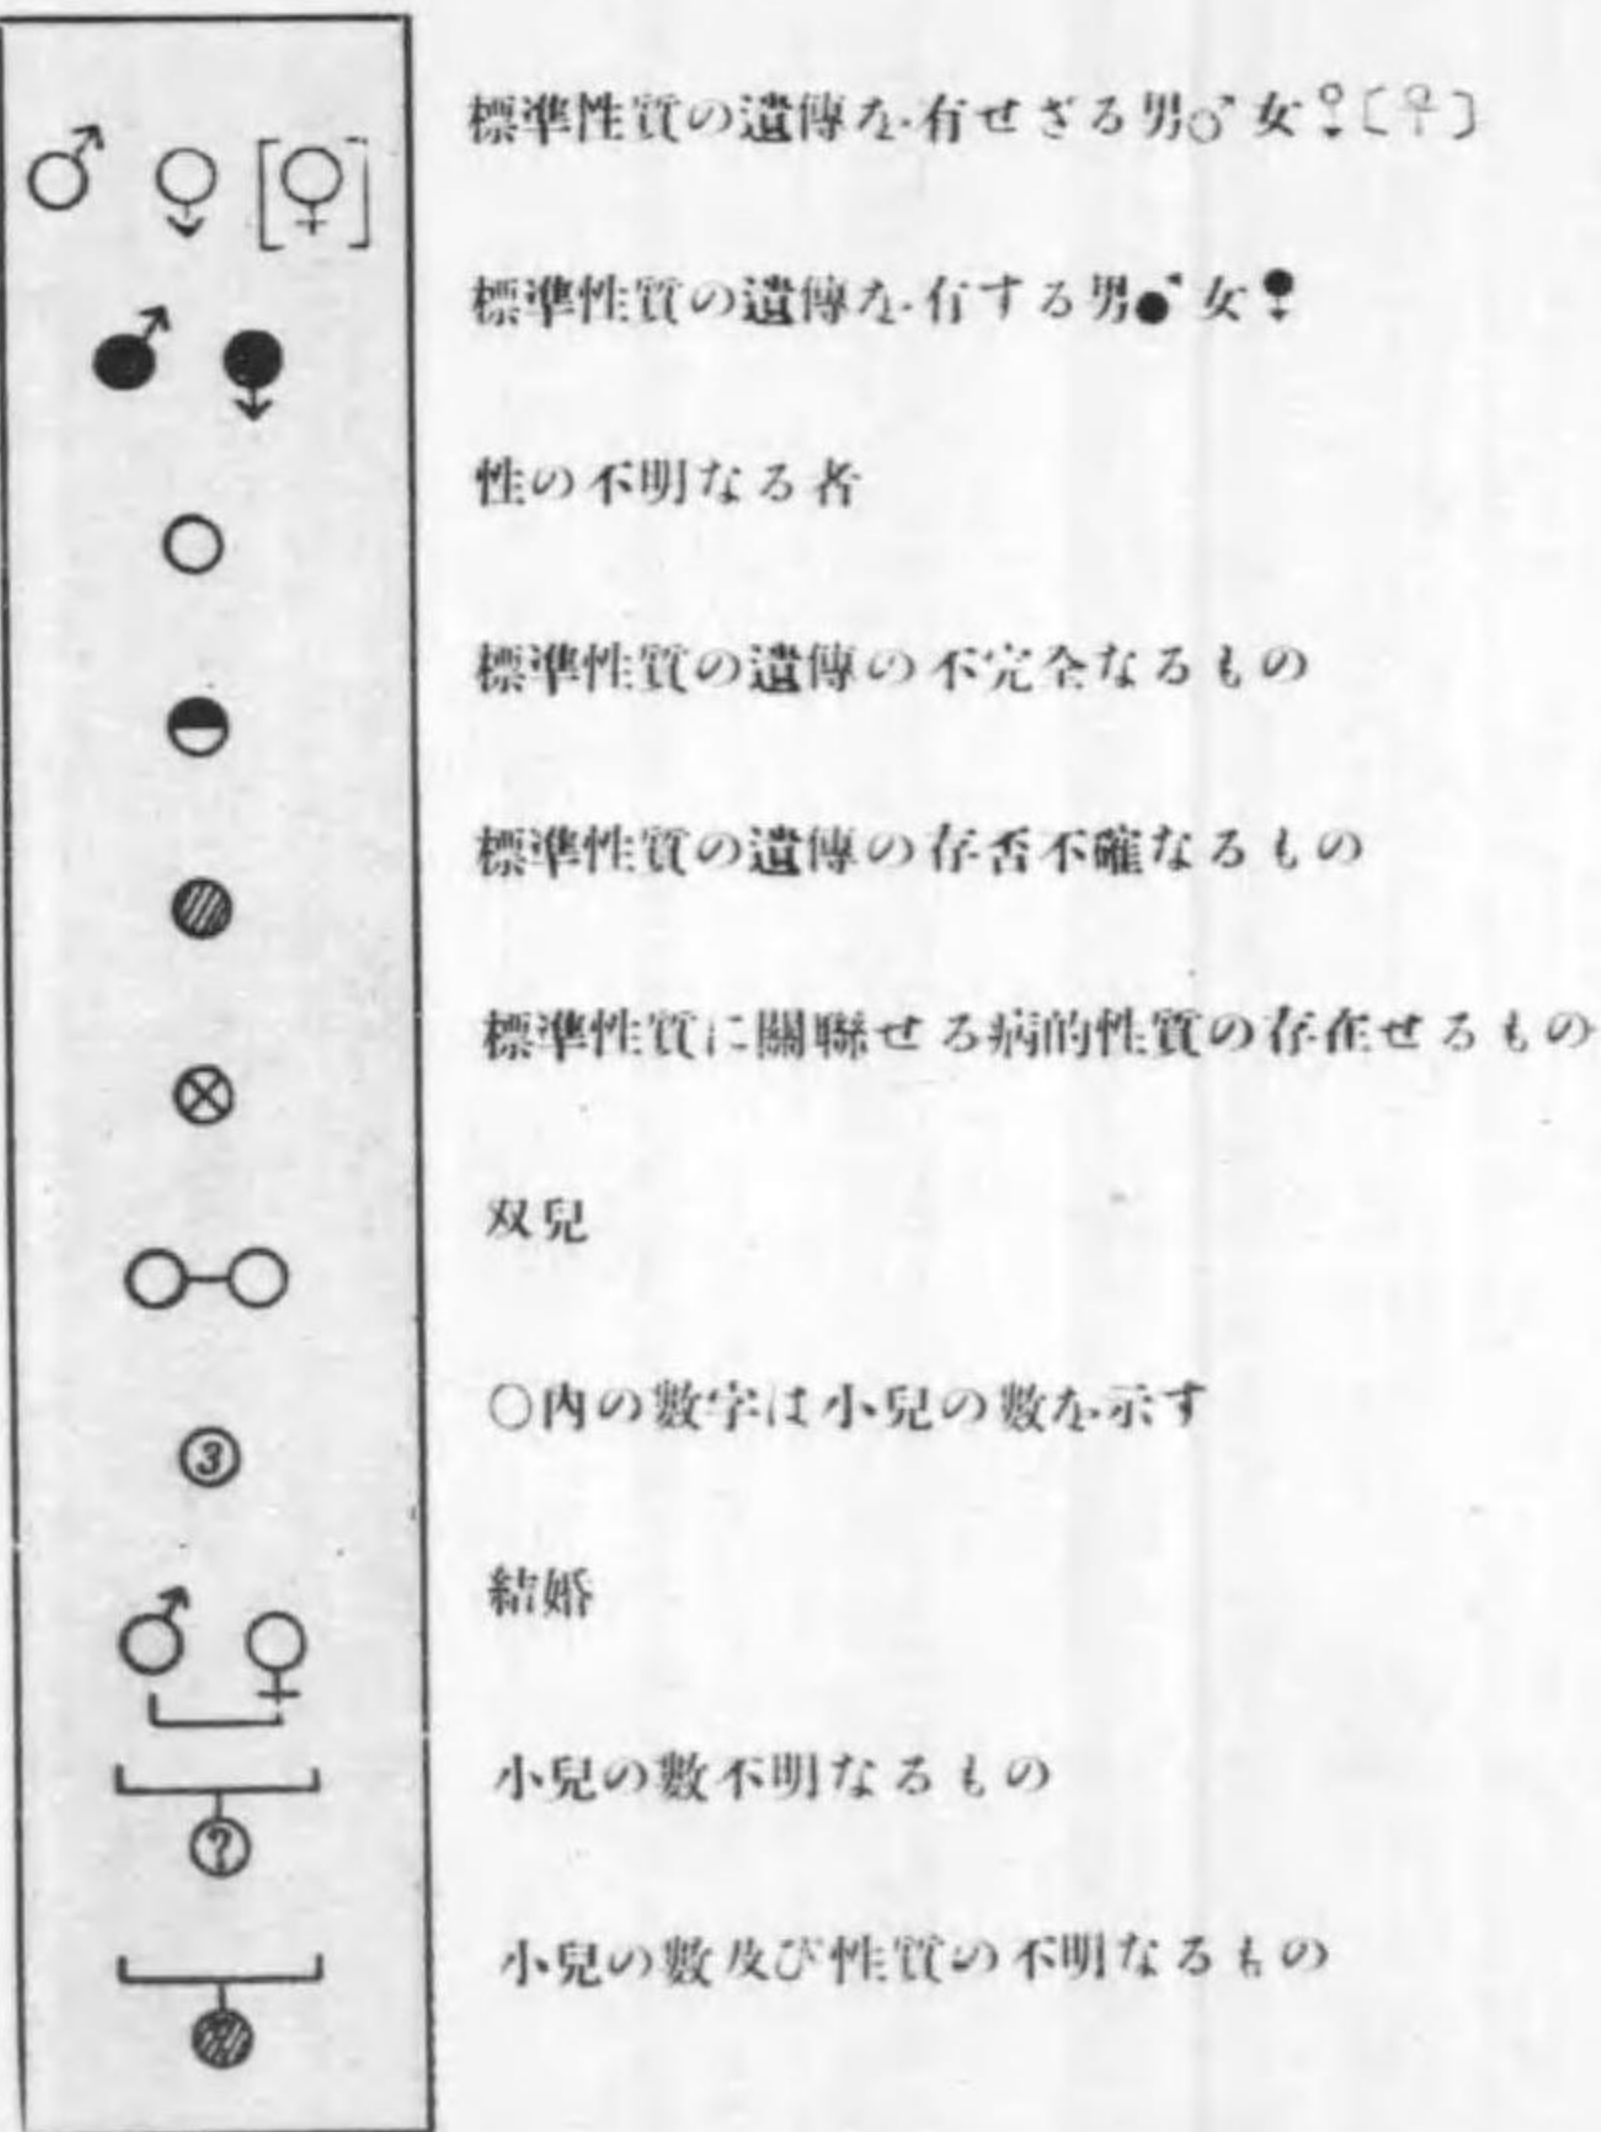 標準性質の遺傳を有せざる男♂女♀〔♀〕
標準性質の遺傳を有する男女
性の不明なる者
標準性質の遺傳の不完全なるもの
標準性質の遺傳の存否不確なるもの
標準性質に關聯せる病的性質の存在せるもの
双兒
○內の數字は小兒の數を示す
3
結婚
小兒の數不明なるもの
?
小兒の數及び性質の不明なるもの